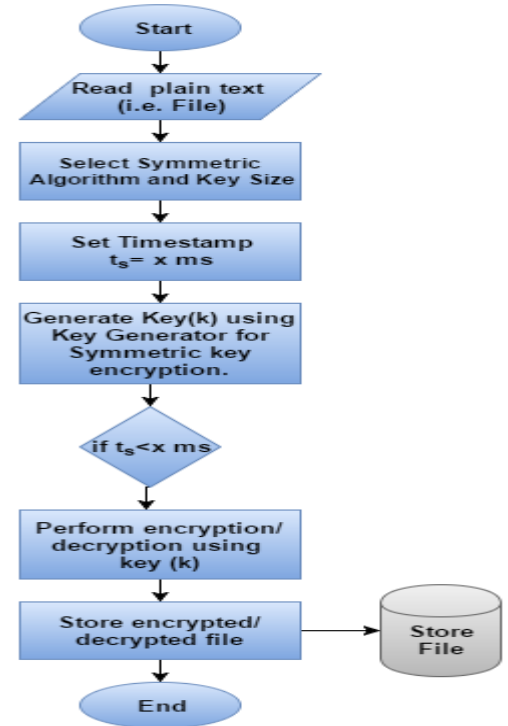 Start
Read plain text
(i.e. File)
Select Symmetric
Algorithm and Key Size
Set Timestamp
tₛ= x ms
Generate Key(k) using
Key Generator for
Symmetric key
encryption.
if tₛ<x ms
Perform encryption/
decryption using
key (k)
Store encrypted/
decrypted file
Store
File
End